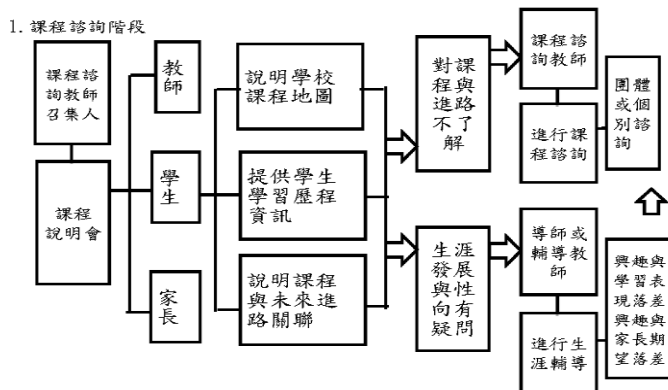 1. 課程諮詢階段
課程諮
詢教師
召集人
課程
說明會
教
師
學
生
家
長
說明學校
課程地圖
提供學生
學習歷程
資訊
說明課程
與未來進
路關聯
對課
程與
進路
不了
解
生涯
發展
與性
向有
疑問
課程諮
詢教師
進行課
程諮詢
團體
或個
別諮
詢
導師或
輔導教
師
進行生
涯輔導
興趣與
學習表
現落差
興趣與
家長期
望落差